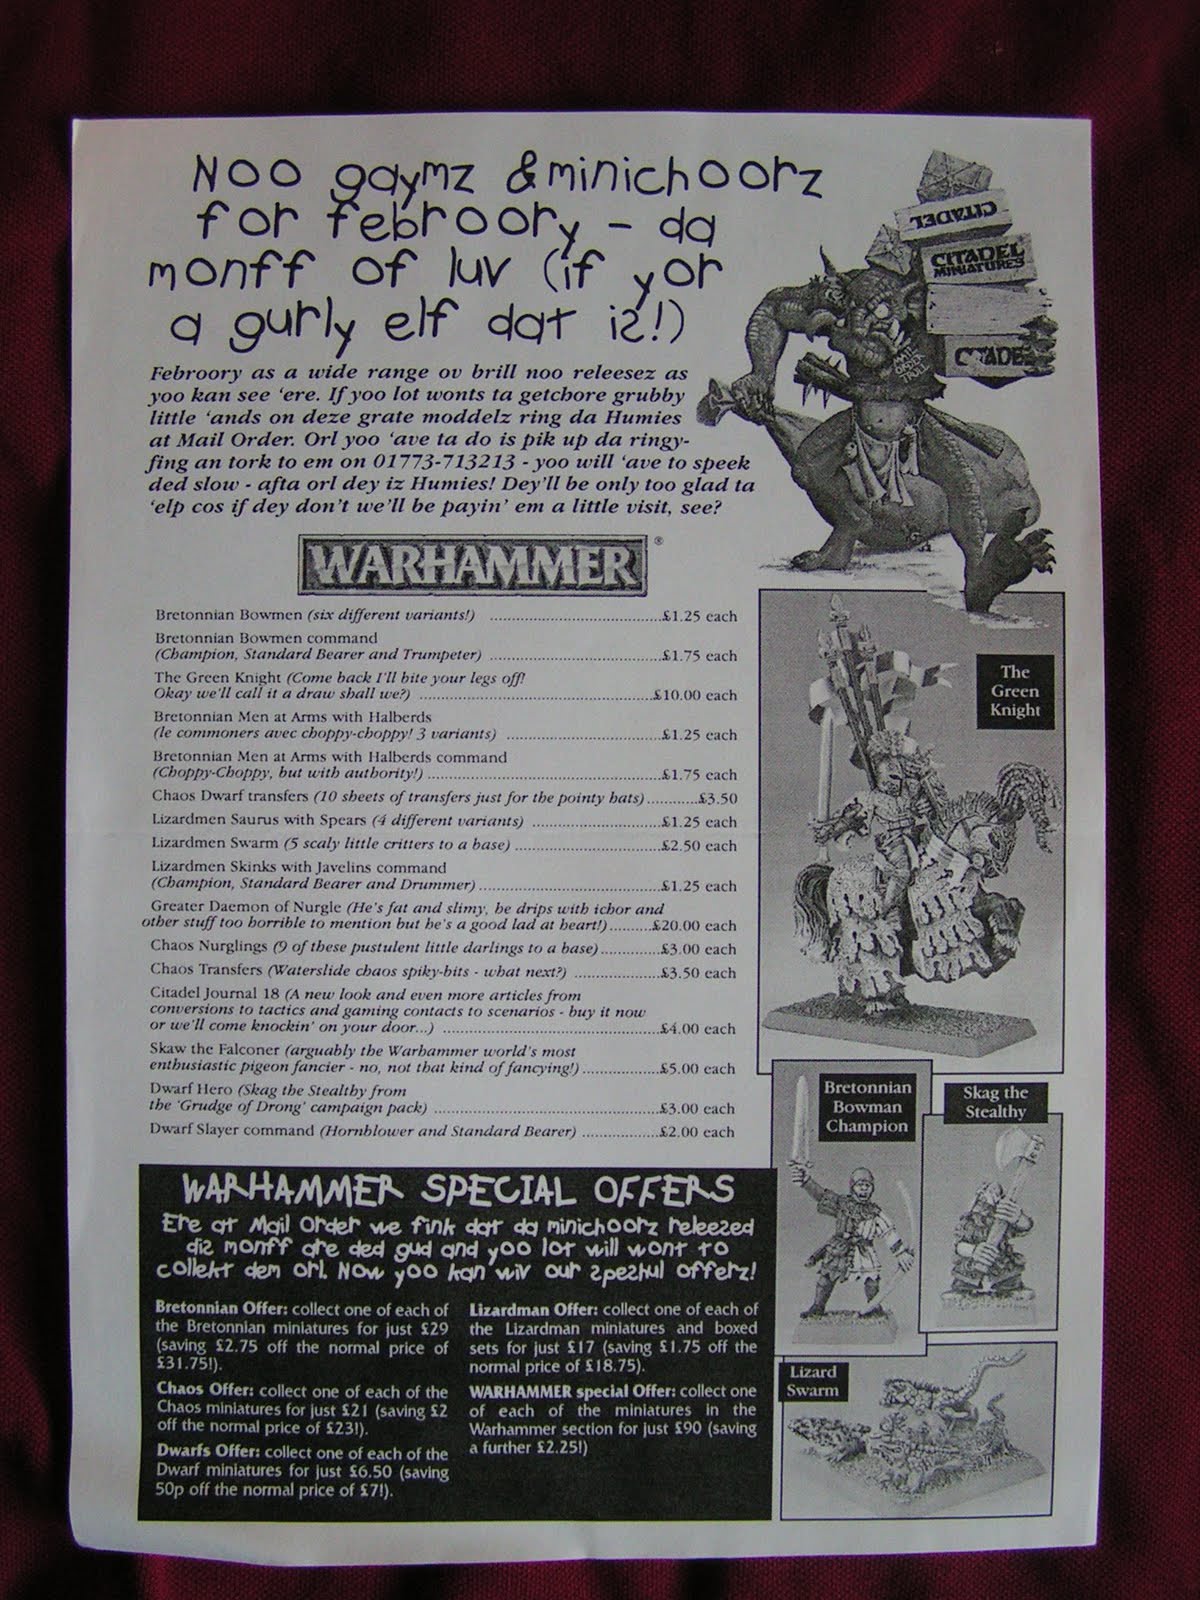 Noo gaymz & minichoorz
for febroory – da
monff of luv (if yor
a gurly elf dat iz!)
CITADEL
CITADEL
MINIATURES
CITADEL
MAIL
ORDER
TROLL
Febroory as a wide range ov brill noo releesez as
yoo kan see ‘ere. If yoo lot wonts ta getchore grubby
little ‘ands on deze grate moddelz ring da Humies
at Mail Order. Orl yoo ‘ave ta do is pik up da ringy-
fing an tork to em on 01773-713213 - yoo will ‘ave to speek
ded slow - afta orl dey iz Humies! Dey’ll be only too glad ta
‘elp cos if dey don’t we’ll be payin’ em a little visit, see?
WARHAMMER®
Bretonnian Bowmen (six different variants!) ........£1.25 each
Bretonnian Bowmen command
(Champion, Standard Bearer and Trumpeter) ........£1.75 each
The Green Knight (Come back I’ll bite your legs off!
Okay we’ll call it a draw shall we?) ........£10.00 each
Bretonnian Men at Arms with Halberds
(le commoners avec choppy-choppy! 3 variants) ........£1.25 each
Bretonnian Men at Arms with Halberds command
(Choppy-Choppy, but with authority!) ........£1.75 each
Chaos Dwarf transfers (10 sheets of transfers just for the pointy hats) ........£3.50
Lizardmen Saurus with Spears (4 different variants) ........£1.25 each
Lizardmen Swarm (5 scaly little critters to a base) ........£2.50 each
Lizardmen Skinks with Javelins command
(Champion, Standard Bearer and Drummer) ........£1.25 each
Greater Daemon of Nurgle (He’s fat and slimy, he drips with ichor and
other stuff too horrible to mention but he’s a good lad at heart!) ........£20.00 each
Chaos Nurglings (9 of these pustulent little darlings to a base) ........£3.00 each
Chaos Transfers (Waterslide chaos spiky-bits - what next?) ........£3.50 each
Citadel Journal 18 (A new look and even more articles from
conversions to tactics and gaming contacts to scenarios - buy it now
or we’ll come knockin’ on your door...) ........£4.00 each
Skaw the Falconer (arguably the Warhammer world’s most
enthusiastic pigeon fancier - no, not that kind of fancying!) ........£5.00 each
Dwarf Hero (Skag the Stealthy from
the ‘Grudge of Drong’ campaign pack) ........£3.00 each
Dwarf Slayer command (Hornblower and Standard Bearer) ........£2.00 each
The
Green
Knight
Bretonnian
Bowman
Champion
Skag the
Stealthy
Lizard
Swarm
WARHAMMER SPECIAL OFFERS
Ere at Mail Order we fink dat da minichoorz releezed
diz monff are ded gud and yoo lot will wont to
collekt dem orl. Now yoo kan wiv our speshul offerz!
Bretonnian Offer: collect one of each of
the Bretonnian miniatures for just £29
(saving £2.75 off the normal price of
£31.75!).
Chaos Offer: collect one of each of the
Chaos miniatures for just £21 (saving £2
off the normal price of £23!).
Dwarfs Offer: collect one of each of the
Dwarf miniatures for just £6.50 (saving
50p off the normal price of £7!).
Lizardman Offer: collect one of each of
the Lizardman miniatures and boxed
sets for just £17 (saving £1.75 off the
normal price of £18.75).
WARHAMMER special Offer: collect one
of each of the miniatures in the
Warhammer section for just £90 (saving
a further £2.25!)